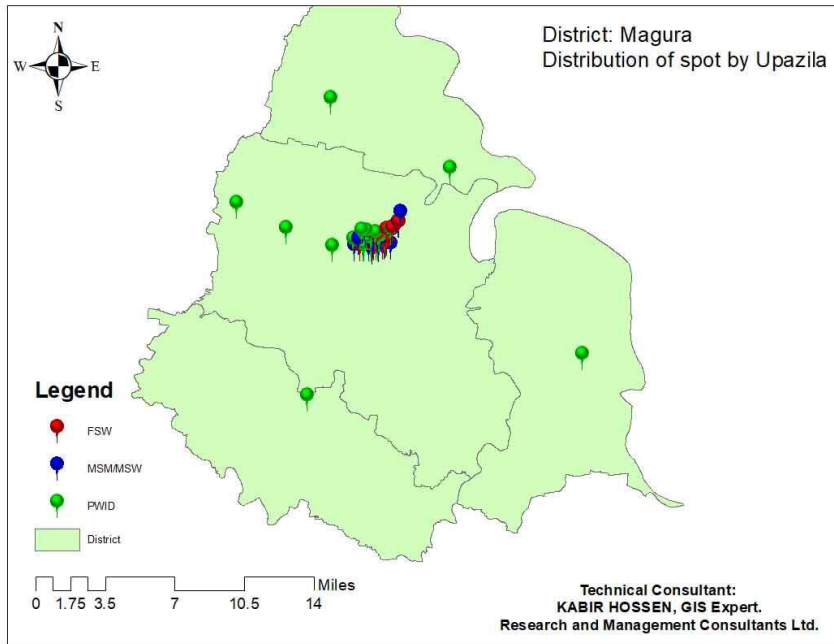 N
W E
S
District: Magura
Distribution of spot by Upazila
Legend
FSW
MSM/MSW
PWID
District
Miles
0 1.75 3.5 7 10.5 14
Technical Consultant:
KABIR HOSSEN, GIS Expert.
Research and Management Consultants Ltd.